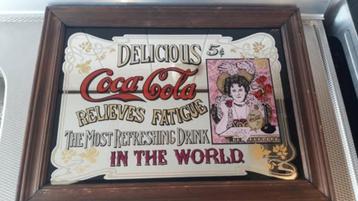 DELICIOUS 5¢
Coca-Cola
RELIEVES FATIGUE
THE MOST REFRESHING DRINK
IN THE WORLD.